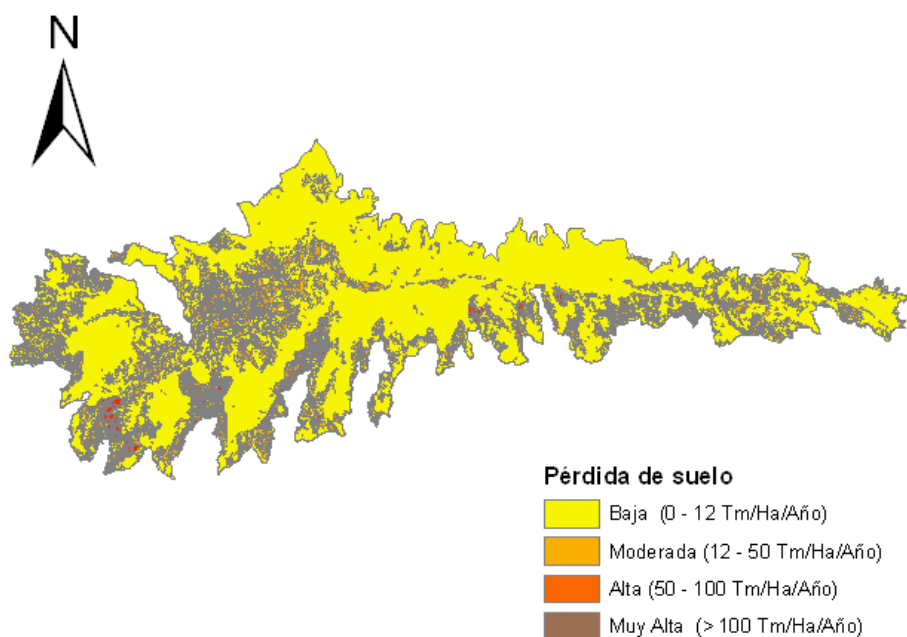 N
Pérdida de suelo
Baja (0 - 12 Tm/Ha/Año)
Moderada (12 - 50 Tm/Ha/Año)
Alta (50 - 100 Tm/Ha/Año)
Muy Alta (> 100 Tm/Ha/Año)